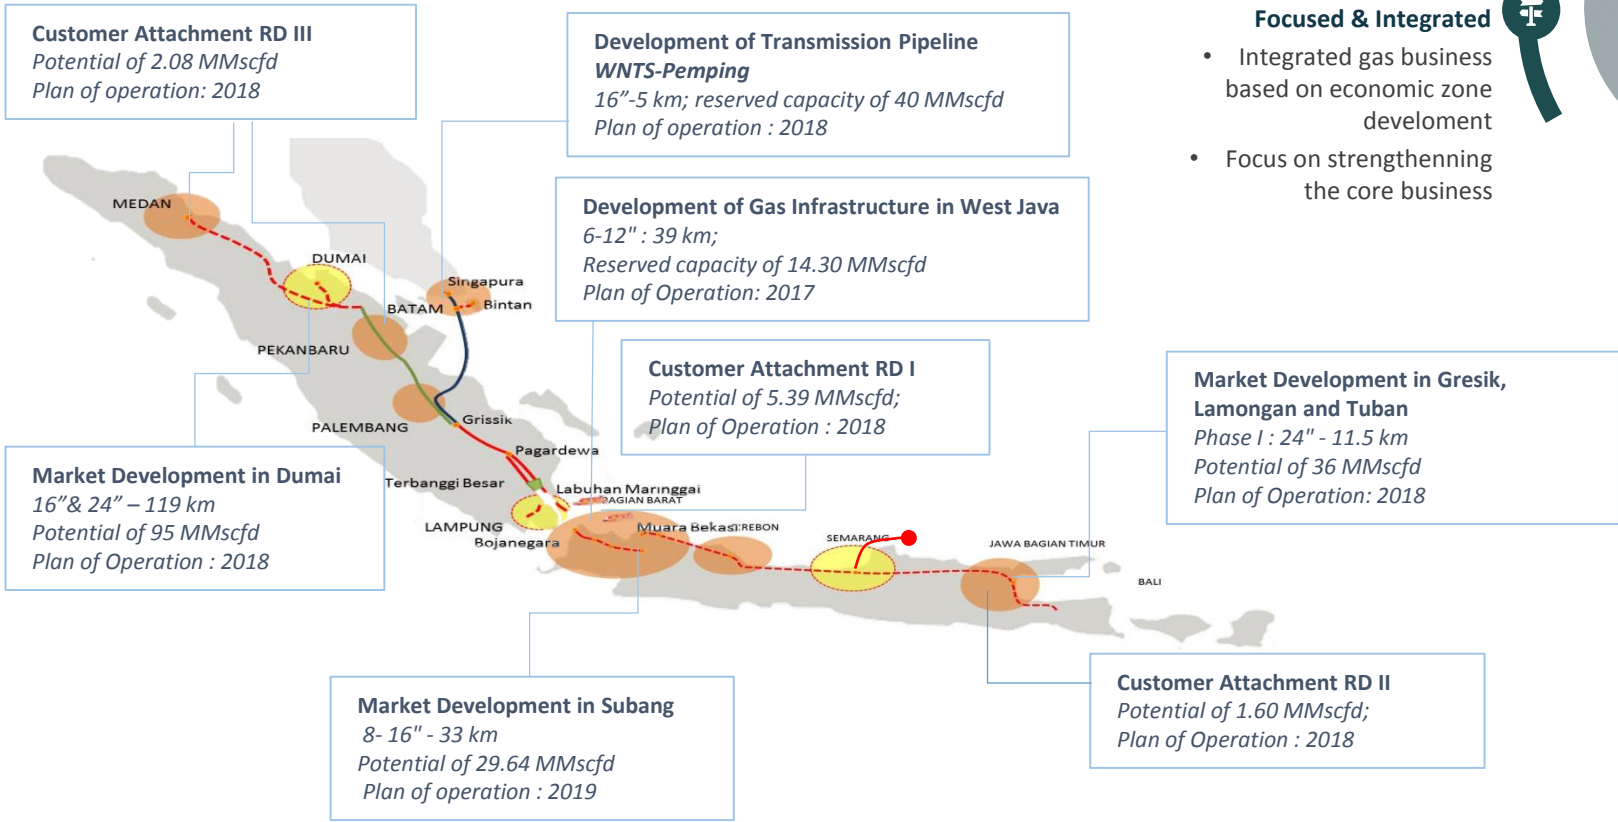 Customer Attachment RD III
Potential of 2.08 MMscfd
Plan of operation: 2018
Development of Transmission Pipeline
WNTS-Pemping
16”-5 km; reserved capacity of 40 MMscfd
Plan of operation : 2018
Focused & Integrated
• Integrated gas business
based on economic zone
develoment
• Focus on strengthenning
the core business
Development of Gas Infrastructure in West Java
6-12" : 39 km;
Reserved capacity of 14.30 MMscfd
Plan of Operation: 2017
MEDAN
DUMAI
Singapura
BATAM
Bintan
PEKANBARU
Customer Attachment RD I
Potential of 5.39 MMscfd;
Plan of Operation : 2018
Market Development in Gresik,
Lamongan and Tuban
Phase I : 24" - 11.5 km
Potential of 36 MMscfd
Plan of Operation: 2018
PALEMBANG
Grissik
Pagardewa
Market Development in Dumai
16”& 24” – 119 km
Potential of 95 MMscfd
Plan of Operation : 2018
Terbanggi Besar
Labuhan Maringgai
BAGIAN BARAT
LAMPUNG
Bojanegara
Muara Bekasi
CIREBON
SEMARANG
JAWA BAGIAN TIMUR
BALI
Market Development in Subang
8- 16" - 33 km
Potential of 29.64 MMscfd
Plan of operation : 2019
Customer Attachment RD II
Potential of 1.60 MMscfd;
Plan of Operation : 2018